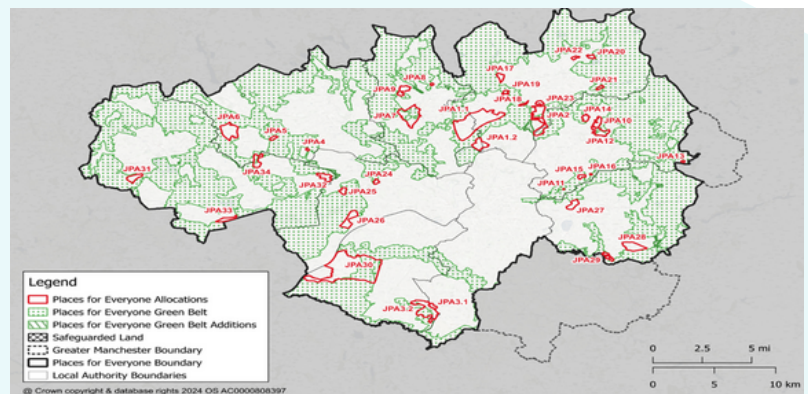 JPA22 JPA20
JPA17
JPA8
JPA9 JPA19 JPA21
JPA18 JPA23
JPA6 JPA7 JPA1.1 JPA2 JPA14
JPA10
JPA5 JPA1.2 JPA12
JPA4
JPA34 JPA13
JPA31 JPA32 JPA24 JPA15 JPA16
JPA25 JPA11
JPA33 JPA26 JPA27
JPA28
JPA29
JPA30
JPA3.2 JPA3.1
Legend
Places for Everyone Allocations
Places for Everyone Green Belt
Places for Everyone Green Belt Additions
Safeguarded Land
Greater Manchester Boundary
Places for Everyone Boundary
Local Authority Boundaries
0 2.5 5 mi
0 5 10 km
@ Crown copyright & database rights 2024 OS AC0000808397